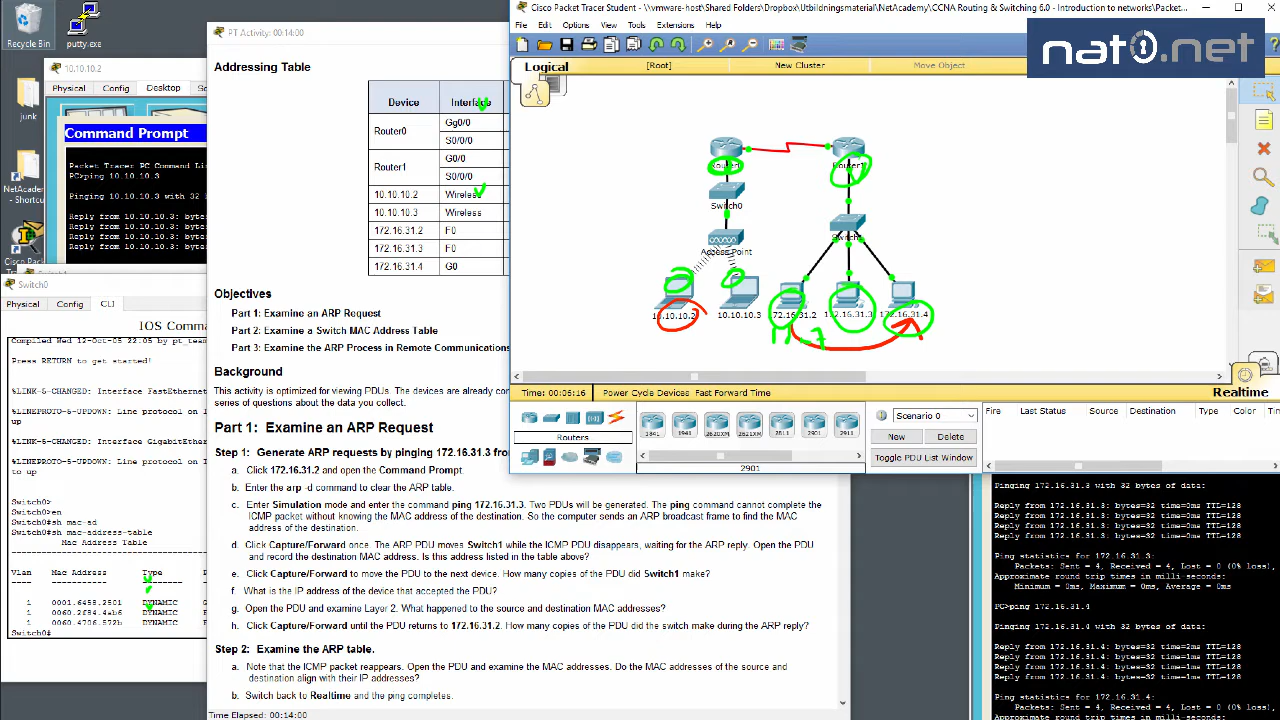 Recycle Bin
putty.exe
junk
NetAcade
- Shortcu
Cisco Pac
Tracer St
10.10.10.2
Physical Config Desktop
Command Prompt
Packet Tracer PC Command Li
PC>ping 10.10.10.3
Pinging 10.10.10.3 with 32 b
Reply from 10.10.10.3: bytes
Reply from 10.10.10.3: bytes
Reply from 10.10.10.3: bytes
Reply from 10.10.10.3: bytes
Switch0
Physical Config CLI
IOS Comma
Compiled Wed 12-Oct-05 22:05 by pt_team
Press RETURN to get started!
%LINK-5-CHANGED: Interface FastEtherne
%LINEPROTO-5-UPDOWN: Line protocol on I
up
%LINK-5-CHANGED: Interface GigabitEther
%LINEPROTO-5-UPDOWN: Line protocol on I
to up
Switch0>
Switch0>en
Switch0#sh mac-ad
Switch0#sh mac-address-table
Mac Address Table
Vlan Mac Address Type P
1 0001.6458.2501 DYNAMIC G
1 0060.2f84.4ab6 DYNAMIC F
1 0060.4706.572b DYNAMIC F
Switch0#
PT Activity: 00:14:00
Addressing Table
Device Interface
Router0 Gg0/0
S0/0/0
Router1 G0/0
S0/0/0
10.10.10.2 Wireless
10.10.10.3 Wireless
172.16.31.2 F0
172.16.31.3 F0
172.16.31.4 G0
Objectives
Part 1: Examine an ARP Request
Part 2: Examine a Switch MAC Address Table
Part 3: Examine the ARP Process in Remote Communications
Background
This activity is optimized for viewing PDUs. The devices are already con
series of questions about the data you collect.
Part 1: Examine an ARP Request
Step 1: Generate ARP requests by pinging 172.16.31.3 fro
a. Click 172.16.31.2 and open the Command Prompt.
b. Enter the arp -d command to clear the ARP table.
c. Enter Simulation mode and enter the command ping 172.16.31.3. Two PDUs will be generated. The ping command cannot complete the
ICMP packet without knowing the MAC address of the destination. So the computer sends an ARP broadcast frame to find the MAC
address of the destination.
d. Click Capture/Forward once. The ARP PDU moves Switch1 while the ICMP PDU disappears, waiting for the ARP reply. Open the PDU
and record the destination MAC address. Is this address listed in the table above?
e. Click Capture/Forward to move the PDU to the next device. How many copies of the PDU did Switch1 make?
f. What is the IP address of the device that accepted the PDU?
g. Open the PDU and examine Layer 2. What happened to the source and destination MAC addresses?
h. Click Capture/Forward until the PDU returns to 172.16.31.2. How many copies of the PDU did the switch make during the ARP reply?
Step 2: Examine the ARP table.
a. Note that the ICMP packet reappears. Open the PDU and examine the MAC addresses. Do the MAC addresses of the source and
destination align with their IP addresses?
b. Switch back to Realtime and the ping completes.
Time Elapsed: 00:14:00
Cisco Packet Tracer Student - \\vmware-host\Shared Folders\Dropbox\Utbildningsmaterial\NetAcademy\CCNA Routing & Switching 6.0 - Introduction to networks\Packet...
File Edit Options View Tools Extensions Help
nat0.net
Logical [Root] New Cluster Move Object
Switch0
Access Point
10.10.10.2 10.10.10.3 172.16.31.2 172.16.31.3 172.16.31.4
Time: 00:06:16 Power Cycle Devices Fast Forward Time
Realtime
Routers
1841 1941 2620XM 2621XM 2811 2901 2911
2901
Scenario 0
New Delete
Toggle PDU List Window
Fire Last Status Source Destination Type Color Tim
Pinging 172.16.31.3 with 32 bytes of data:
Reply from 172.16.31.3: bytes=32 time=0ms TTL=128
Reply from 172.16.31.3: bytes=32 time=0ms TTL=128
Reply from 172.16.31.3: bytes=32 time=0ms TTL=128
Reply from 172.16.31.3: bytes=32 time=0ms TTL=128
Ping statistics for 172.16.31.3:
Packets: Sent = 4, Received = 4, Lost = 0 (0% loss),
Approximate round trip times in milli-seconds:
Minimum = 0ms, Maximum = 0ms, Average = 0ms
PC>ping 172.16.31.4
Pinging 172.16.31.4 with 32 bytes of data:
Reply from 172.16.31.4: bytes=32 time=2ms TTL=128
Reply from 172.16.31.4: bytes=32 time=1ms TTL=128
Reply from 172.16.31.4: bytes=32 time=0ms TTL=128
Reply from 172.16.31.4: bytes=32 time=1ms TTL=128
Ping statistics for 172.16.31.4:
Packets: Sent = 4, Received = 4, Lost = 0 (0% loss),